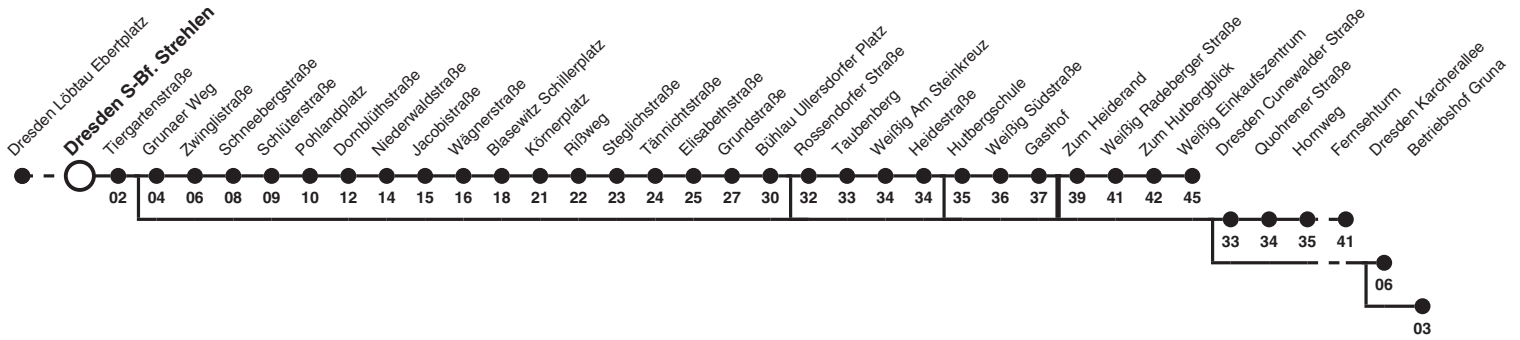 Dresden Löbtau Ebertplatz
Dresden S-Bf. Strehlen
Tiergartenstraße
Grunaer Weg
Zwinglistraße
Schneebergstraße
Schlüterstraße
Pohlandplatz
Dornblüthstraße
Niederwaldstraße
Jacobistraße
Wägnerstraße
Blasewitz Schillerplatz
Körnerplatz
Rißweg
Steglichstraße
Tännichtstraße
Elisabethstraße
Grundstraße
Bühlau Ullersdorfer Platz
Rossendorfer Straße
Taubenberg
Weißig Am Steinkreuz
Heidestraße
Hutbergschule
Weißig Südstraße
Gasthof
Zum Heiderand
Weißig Radeberger Straße
Zum Hutbergblick
Weißig Einkaufszentrum
Dresden Cunewalder Straße
Quohrener Straße
Hornweg
Fernsehturm
Dresden Karcherallee
Betriebshof Gruna
02 04 06 08 09 10 12 14 15 16 18 21 22 23 24 25 27 30 32 33 34 34 35 36 37 39 41 42 45
33 34 35 41
06
03